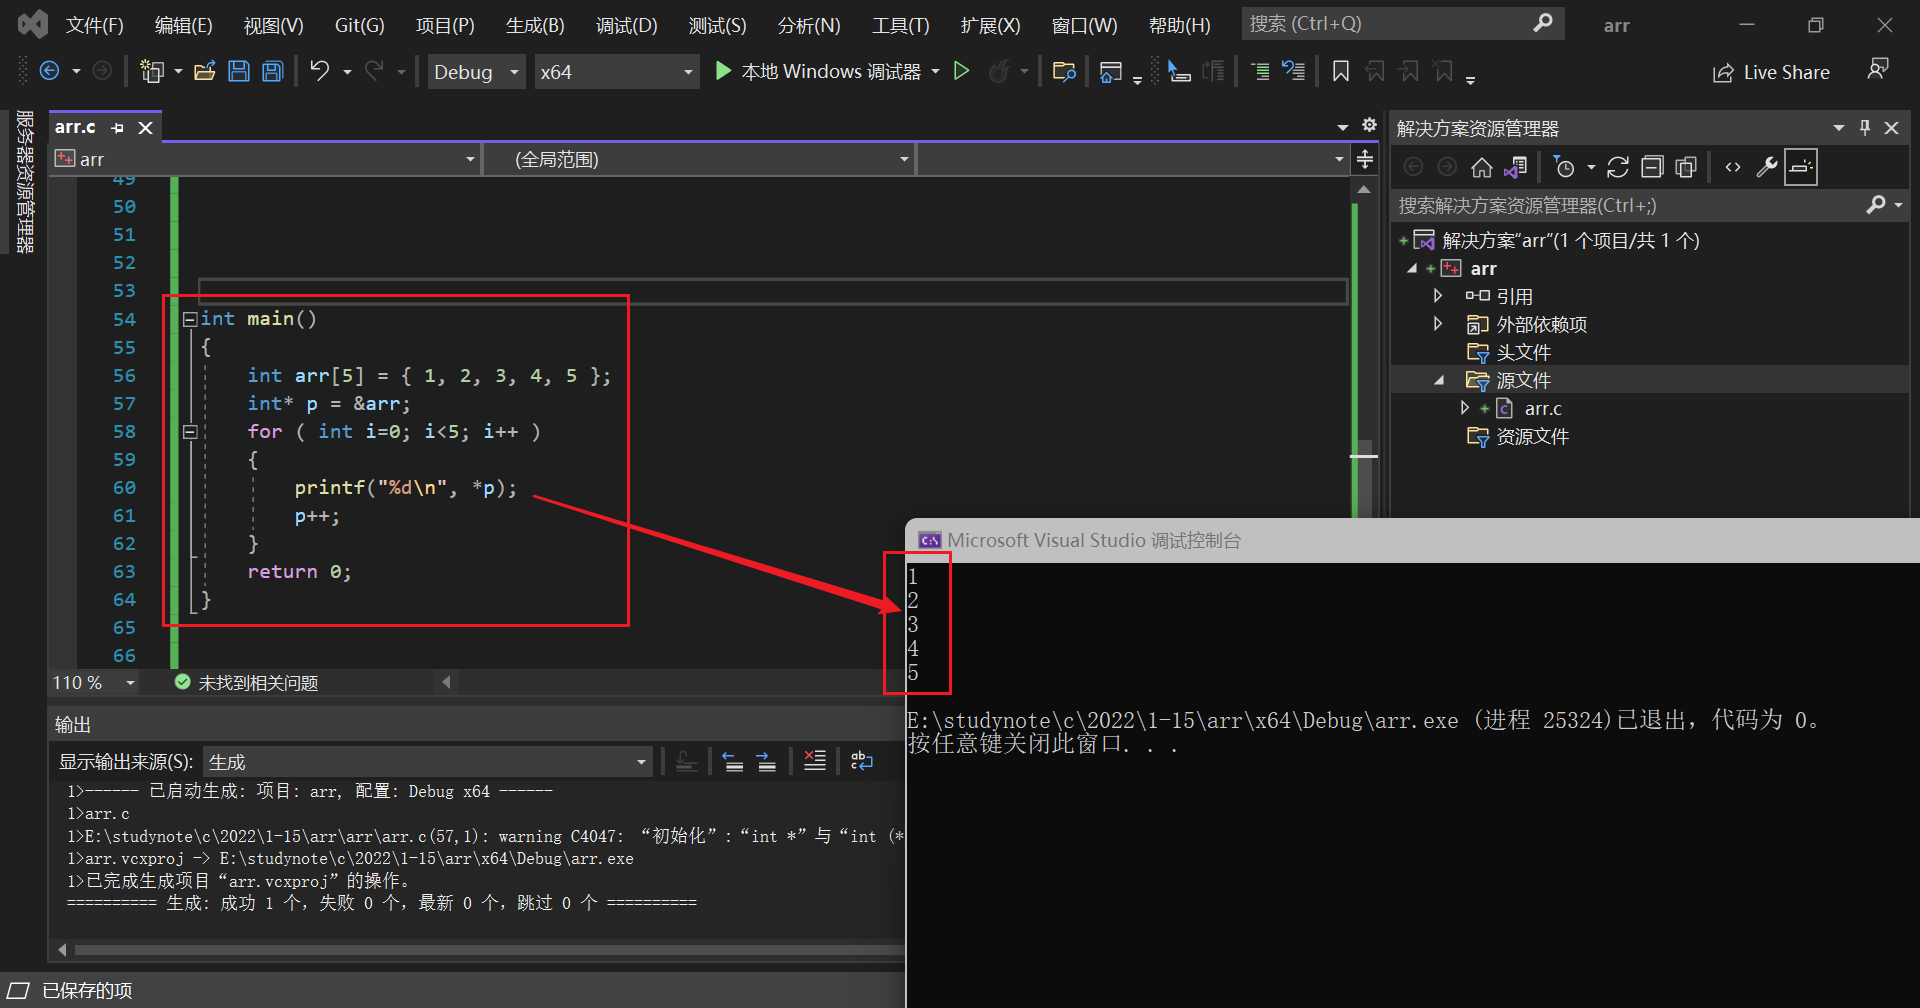 文件(F) 编辑(E) 视图(V) Git(G) 项目(P) 生成(B) 调试(D) 测试(S) 分析(N) 工具(T) 扩展(X) 窗口(W) 帮助(H) 搜索 (Ctrl+Q) arr
Debug x64 本地 Windows 调试器 Live Share
服务器资源管理器
arr.c
arr (全局范围)
49
50
51
52
53
54 int main()
55 {
56 int arr[5] = { 1, 2, 3, 4, 5 };
57 int* p = &arr;
58 for ( int i=0; i<5; i++ )
59 {
60 printf("%d\n", *p);
61 p++;
62 }
63 return 0;
64 }
65
66
110 % 未找到相关问题
输出
显示输出来源(S): 生成
1>------ 已启动生成: 项目: arr, 配置: Debug x64 ------
1>arr.c
1>E:\studynote\c\2022\1-15\arr\arr\arr.c(57,1): warning C4047: “初始化”:“int *”与“int (*
1>arr.vcxproj -> E:\studynote\c\2022\1-15\arr\x64\Debug\arr.exe
1>已完成生成项目“arr.vcxproj”的操作。
========== 生成: 成功 1 个，失败 0 个，最新 0 个，跳过 0 个 ==========
已保存的项
解决方案资源管理器
搜索解决方案资源管理器(Ctrl+;)
解决方案“arr”(1 个项目/共 1 个)
arr
引用
外部依赖项
头文件
源文件
arr.c
资源文件
Microsoft Visual Studio 调试控制台
1
2
3
4
5
E:\studynote\c\2022\1-15\arr\x64\Debug\arr.exe (进程 25324)已退出，代码为 0。
按任意键关闭此窗口. . .